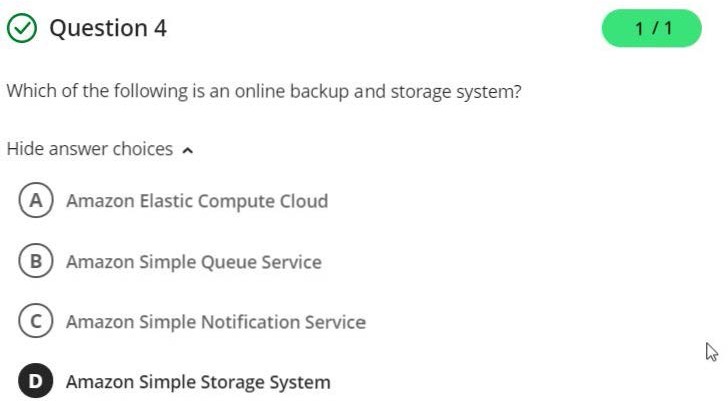 Question 4
1 / 1
Which of the following is an online backup and storage system?
Hide answer choices
A Amazon Elastic Compute Cloud
B Amazon Simple Queue Service
C Amazon Simple Notification Service
D Amazon Simple Storage System